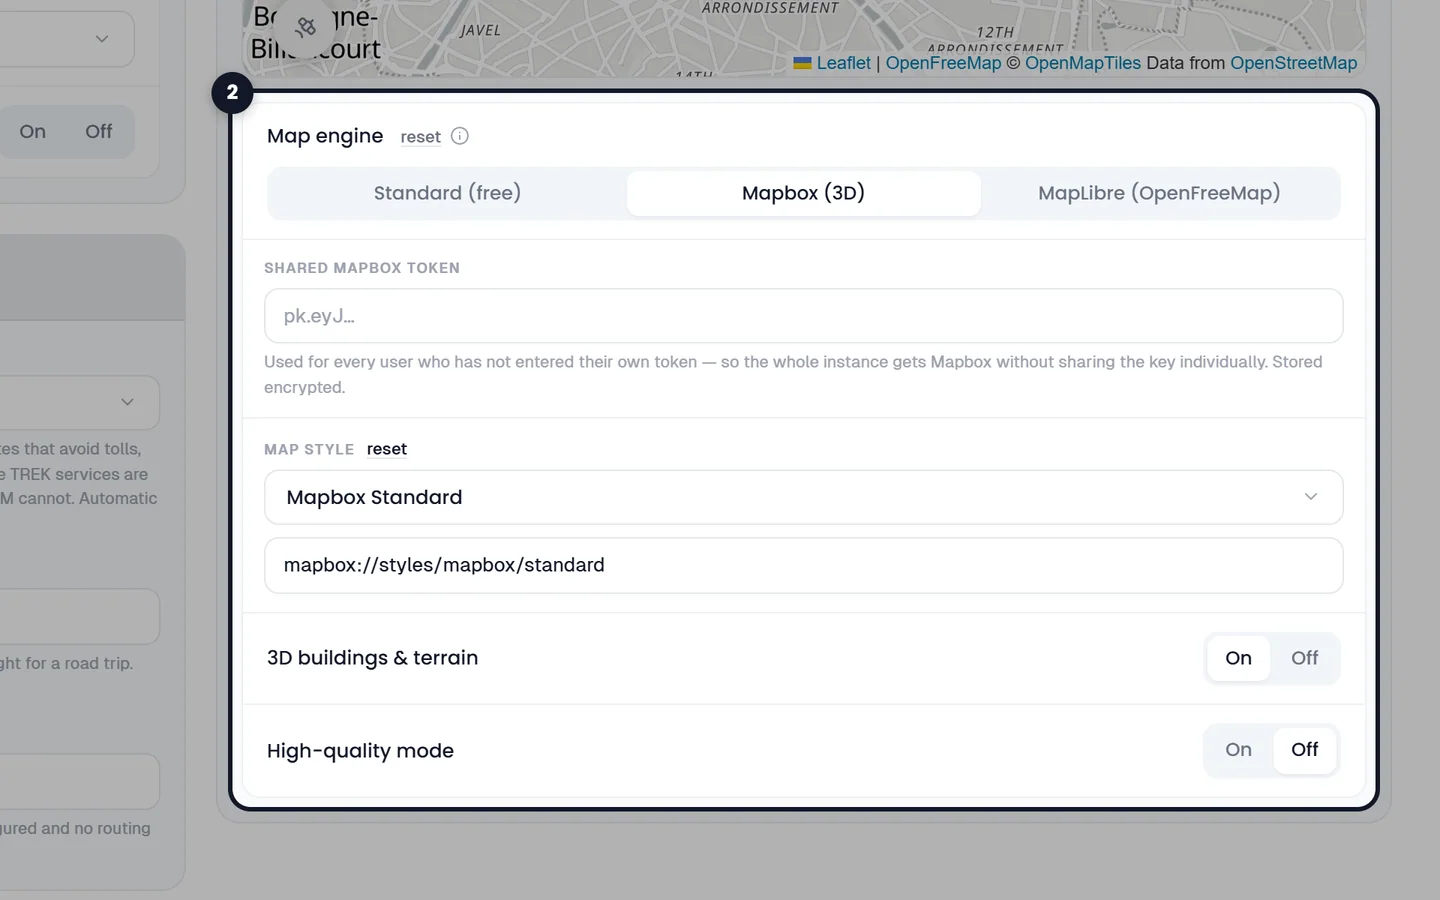 JAVEL
ARRONDISSEMENT
12TH
ARRONDISSEMENT
14TH
Leaflet | OpenFreeMap © OpenMapTiles Data from OpenStreetMap
2
On Off
Map engine reset
Standard (free) Mapbox (3D) MapLibre (OpenFreeMap)
SHARED MAPBOX TOKEN
pk.eyJ...
Used for every user who has not entered their own token — so the whole instance gets Mapbox without sharing the key individually. Stored
encrypted.
MAP STYLE reset
Mapbox Standard
mapbox://styles/mapbox/standard
3D buildings & terrain On Off
High-quality mode On Off
tes that avoid tolls,
e TREK services are
M cannot. Automatic
ght for a road trip.
gured and no routing